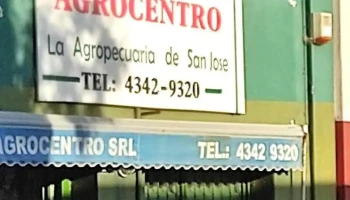 AGROCENTRO
La Agropecuaria de San Jose
TEL: 4342-9320
AGROCENTRO SRL TEL.: 4342 9320